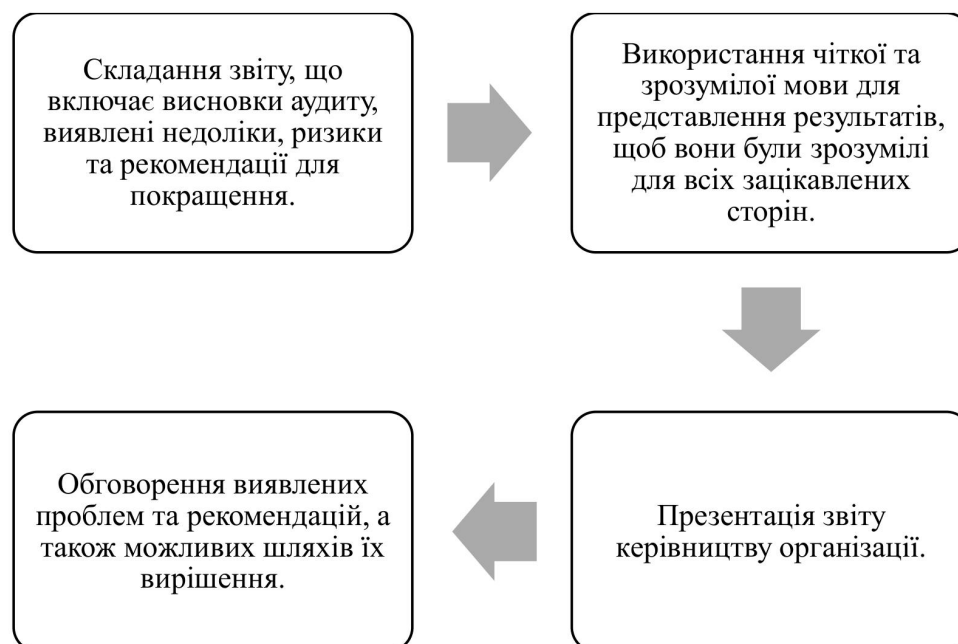 Складання звіту, що
включає висновки аудиту,
виявлені недоліки, ризики
та рекомендації для
покращення.
Використання чіткої та
зрозумілої мови для
представлення результатів,
щоб вони були зрозумілі
для всіх зацікавлених
сторін.
Презентація звіту
керівництву організації.
Обговорення виявлених
проблем та рекомендацій, а
також можливих шляхів їх
вирішення.